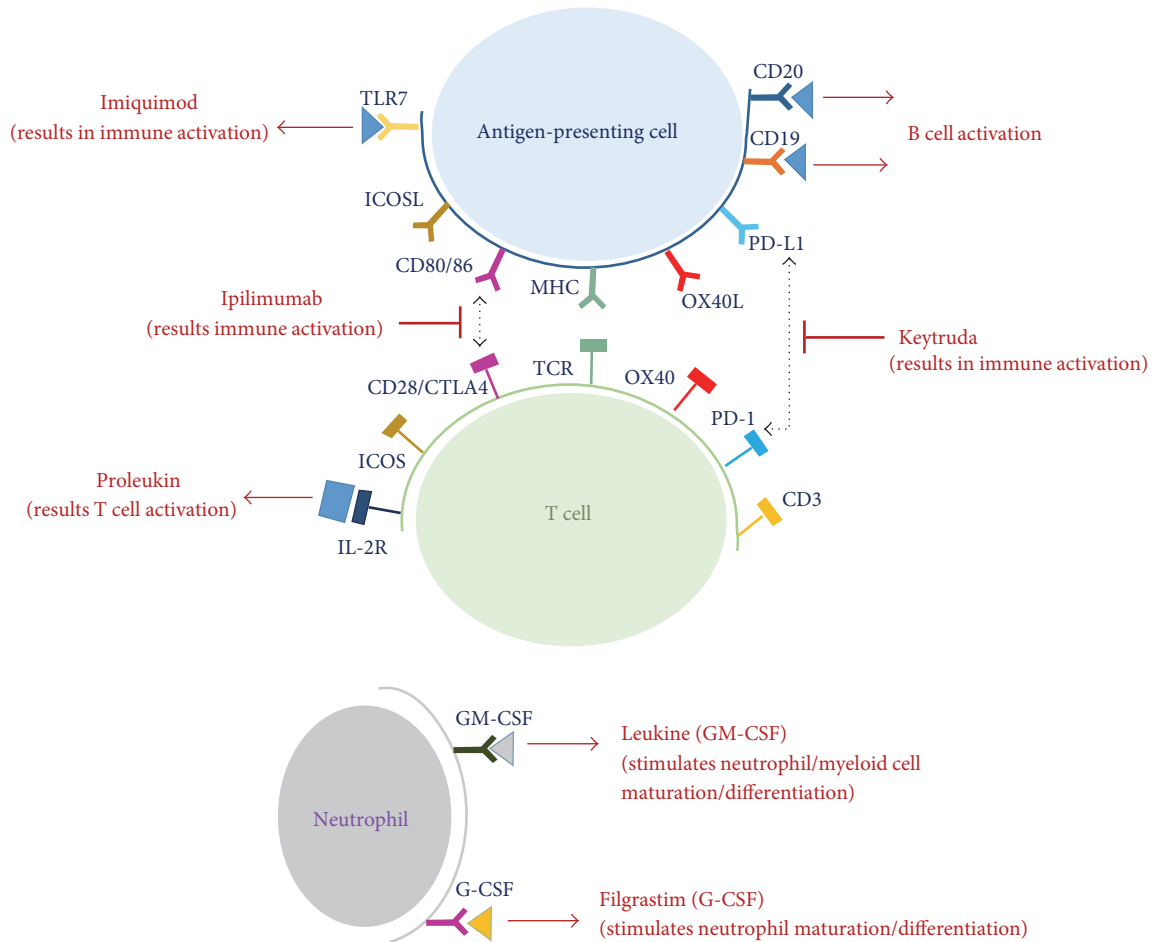 CD20
TLR7
Imiquimod
(results in immune activation)
Antigen-presenting cell
B cell activation
CD19
ICOSL
PD-L1
CD80/86
MHC
OX40L
Ipilimumab
(results immune activation)
Keytruda
(results in immune activation)
TCR
OX40
CD28/CTLA4
PD-1
ICOS
Proleukin
(results T cell activation)
CD3
T cell
IL-2R
GM-CSF
Leukine (GM-CSF)
(stimulates neutrophil/myeloid cell
maturation/differentiation)
Neutrophil
G-CSF
Filgrastim (G-CSF)
(stimulates neutrophil maturation/differentiation)